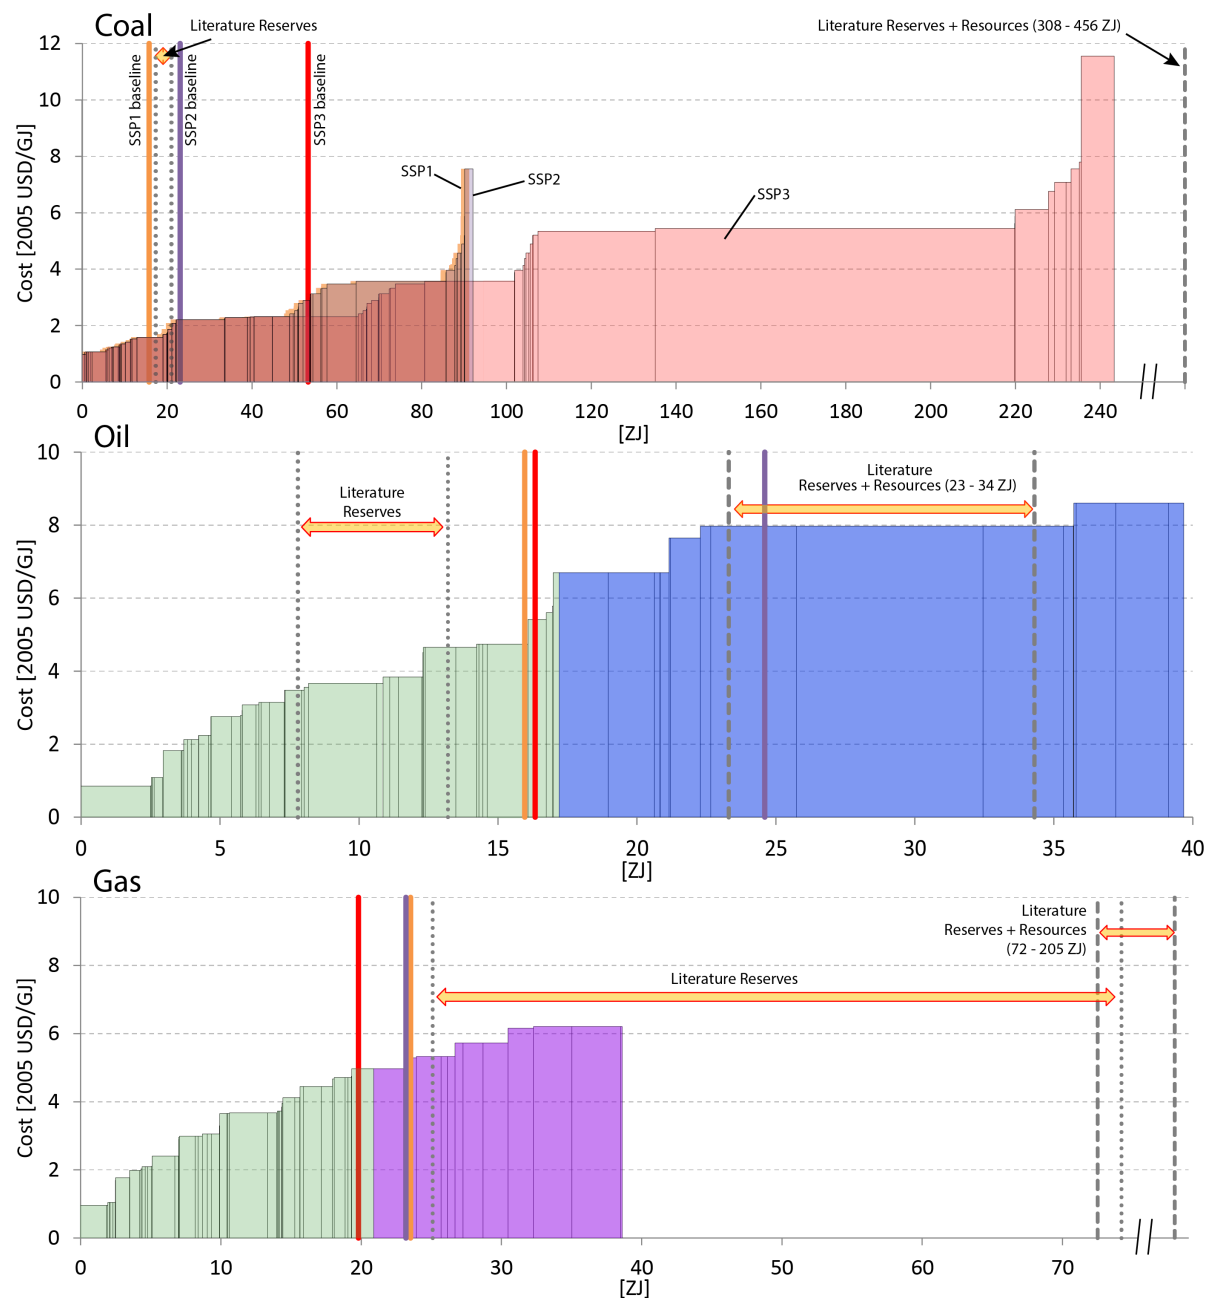 Coal
Literature Reserves
Literature Reserves + Resources (308 - 456 ZJ)
Cost [2005 USD/GJ]
12
10
8
6
4
2
0
SSP1 baseline
SSP2 baseline
SSP3 baseline
SSP1
SSP2
SSP3
0 20 40 60 80 100 120 140 160 180 200 220 240
[ZJ]
Oil
Cost [2005 USD/GJ]
10
8
6
4
2
0
Literature
Reserves
Literature
Reserves + Resources (23 - 34 ZJ)
0 5 10 15 20 25 30 35 40
[ZJ]
Gas
Cost [2005 USD/GJ]
10
8
6
4
2
0
Literature
Reserves + Resources
(72 - 205 ZJ)
Literature Reserves
0 10 20 30 40 50 60 70
[ZJ]